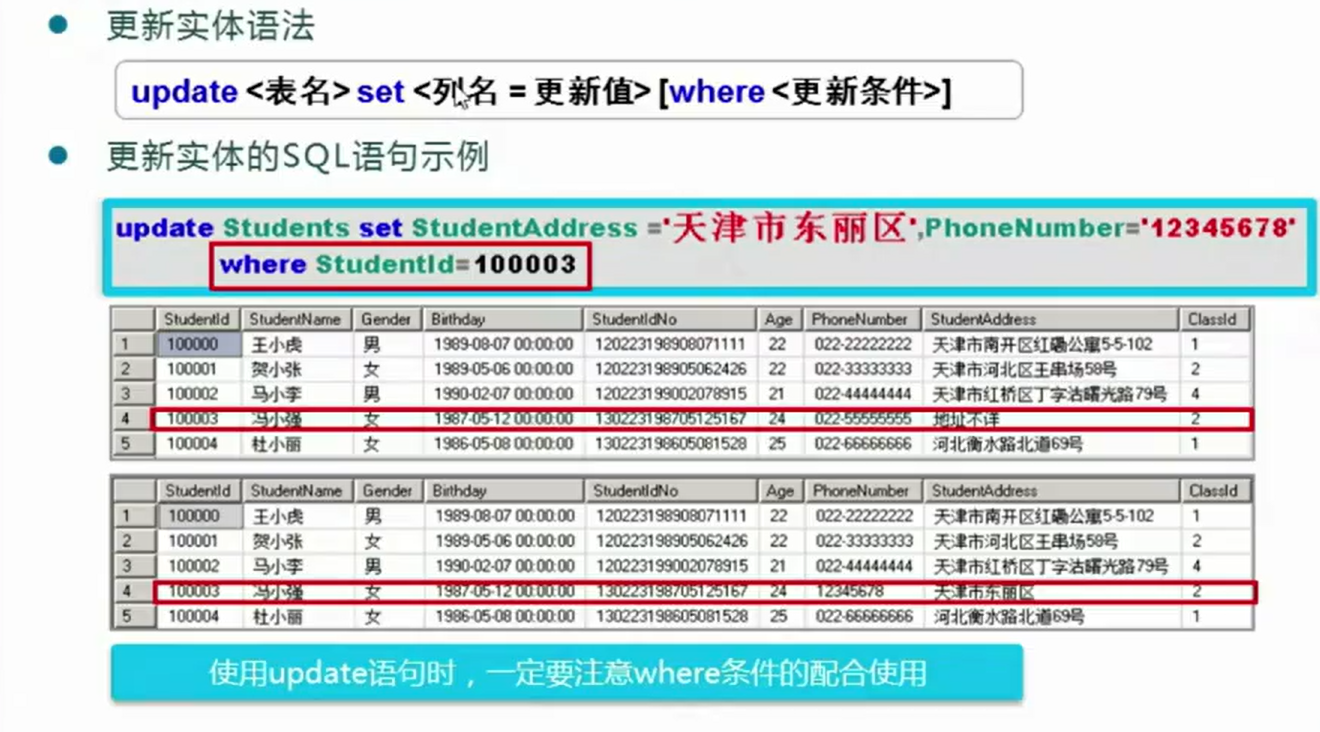 更新实体语法
update <表名> set <列名 = 更新值> [where <更新条件>]
更新实体的SQL语句示例
update Students set StudentAddress ='天津市东丽区',PhoneNumber='12345678'
where StudentId=100003
StudentId StudentName Gender Birthday StudentIdNo Age PhoneNumber StudentAddress ClassId
1 100000 王小虎 男 1989-08-07 00:00:00 120223198908071111 22 022-22222222 天津市南开区红磡公寓5-5-102 1
2 100001 贺小张 女 1989-05-06 00:00:00 120223198905062426 22 022-33333333 天津市河北区王串场58号 2
3 100002 马小李 男 1990-02-07 00:00:00 120223199002078915 21 022-44444444 天津市红桥区丁字沽曙光路79号 4
4 100003 冯小强 女 1987-05-12 00:00:00 130223198705125167 24 022-55555555 地址不详 2
5 100004 杜小丽 女 1986-05-08 00:00:00 130223198605081528 25 022-66666666 河北衡水路北道69号 1
StudentId StudentName Gender Birthday StudentIdNo Age PhoneNumber StudentAddress ClassId
1 100000 王小虎 男 1989-08-07 00:00:00 120223198908071111 22 022-22222222 天津市南开区红磡公寓5-5-102 1
2 100001 贺小张 女 1989-05-06 00:00:00 120223198905062426 22 022-33333333 天津市河北区王串场58号 2
3 100002 马小李 男 1990-02-07 00:00:00 120223199002078915 21 022-44444444 天津市红桥区丁字沽曙光路79号 4
4 100003 冯小强 女 1987-05-12 00:00:00 130223198705125167 24 12345678 天津市东丽区 2
5 100004 杜小丽 女 1986-05-08 00:00:00 130223198605081528 25 022-66666666 河北衡水路北道69号 1
使用update语句时，一定要注意where条件的配合使用